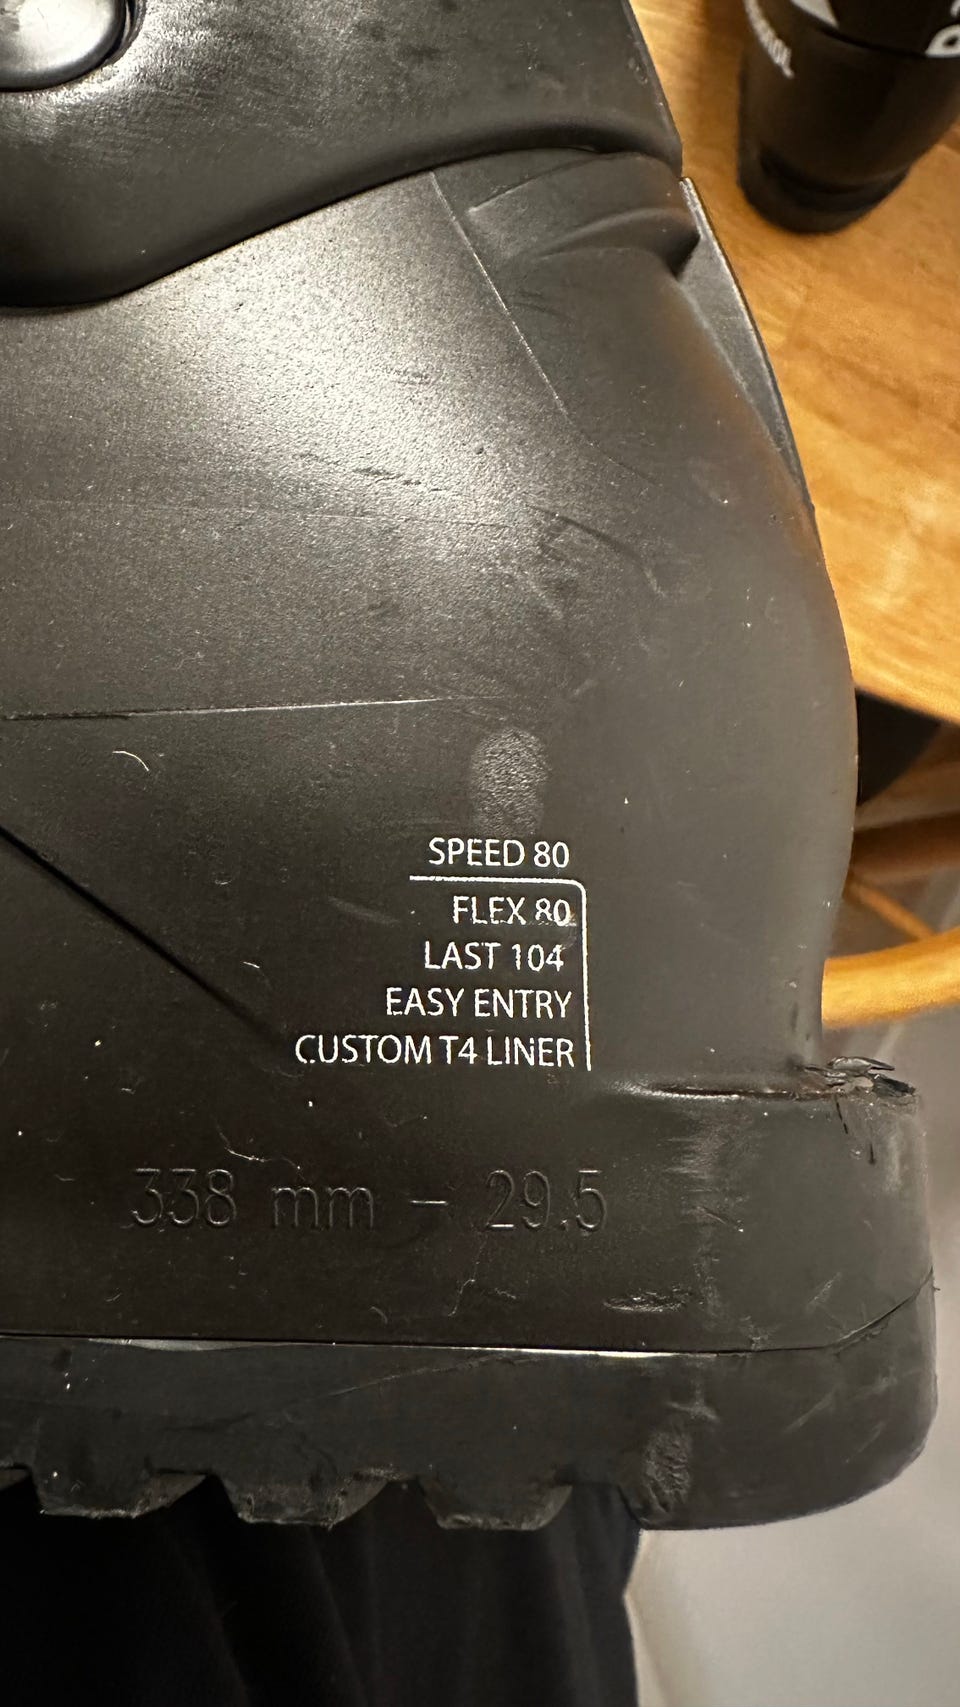 SPEED 80
FLEX 80
LAST 104
EASY ENTRY
CUSTOM T4 LINER
338 mm - 29.5